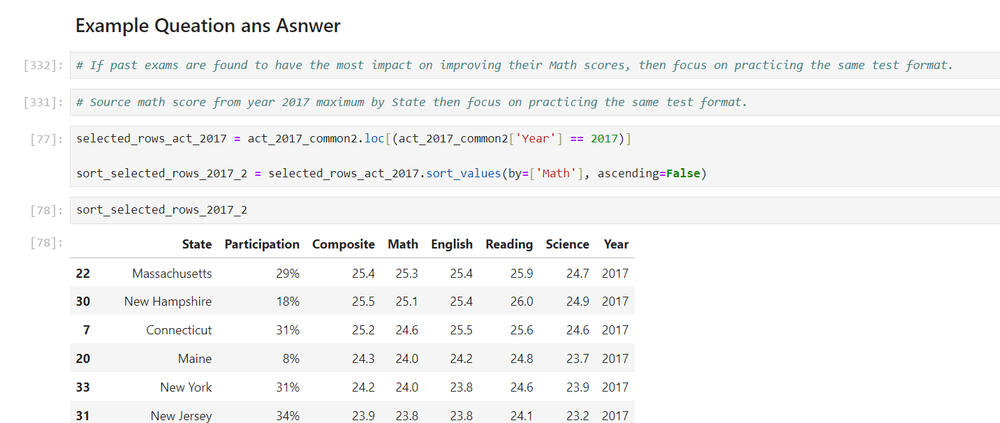 Example Queation ans Asnwer
[332]: # If past exams are found to have the most impact on improving their Math scores, then focus on practicing the same test format.
[331]: # Source math score from year 2017 maximum by State then focus on practicing the same test format.
[77]: selected_rows_act_2017 = act_2017_common2.loc[(act_2017_common2['Year'] == 2017)]
sort_selected_rows_2017_2 = selected_rows_act_2017.sort_values(by=['Math'], ascending=False)
[78]: sort_selected_rows_2017_2
[78]: State Participation Composite Math English Reading Science Year
22 Massachusetts 29% 25.4 25.3 25.4 25.9 24.7 2017
30 New Hampshire 18% 25.5 25.1 25.4 26.0 24.9 2017
7 Connecticut 31% 25.2 24.6 25.5 25.6 24.6 2017
20 Maine 8% 24.3 24.0 24.2 24.8 23.7 2017
33 New York 31% 24.2 24.0 23.8 24.6 23.9 2017
31 New Jersey 34% 23.9 23.8 23.8 24.1 23.2 2017